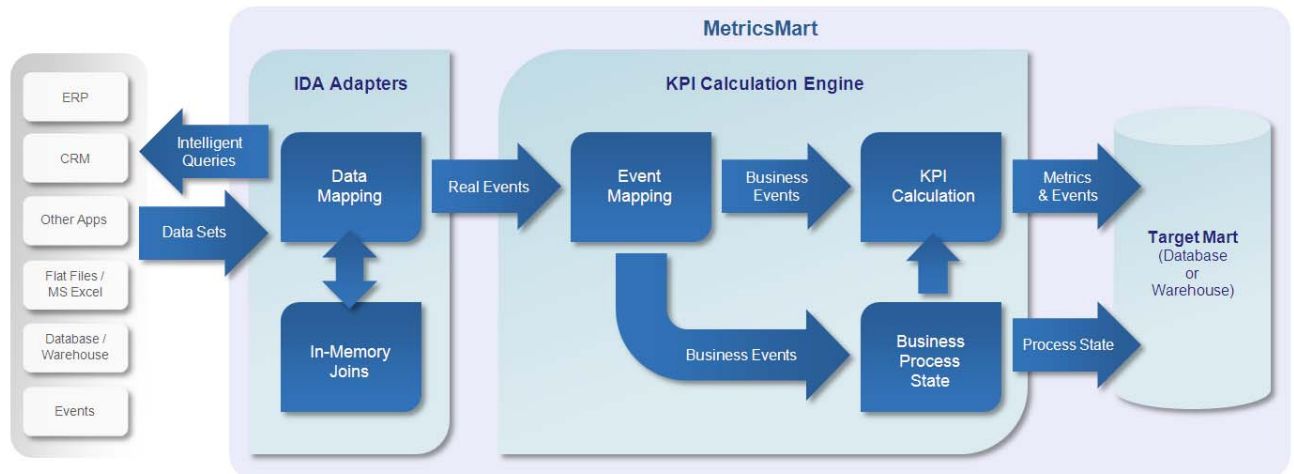 MetricsMart
ERP
CRM
Other Apps
Flat Files /
MS Excel
Database /
Warehouse
Events
Intelligent
Queries
Data Sets
IDA Adapters
Data
Mapping
In-Memory
Joins
Real Events
KPI Calculation Engine
Event
Mapping
Business
Events
Business Events
KPI
Calculation
Business
Process
State
Metrics
& Events
Process State
Target Mart
(Database
or
Warehouse)